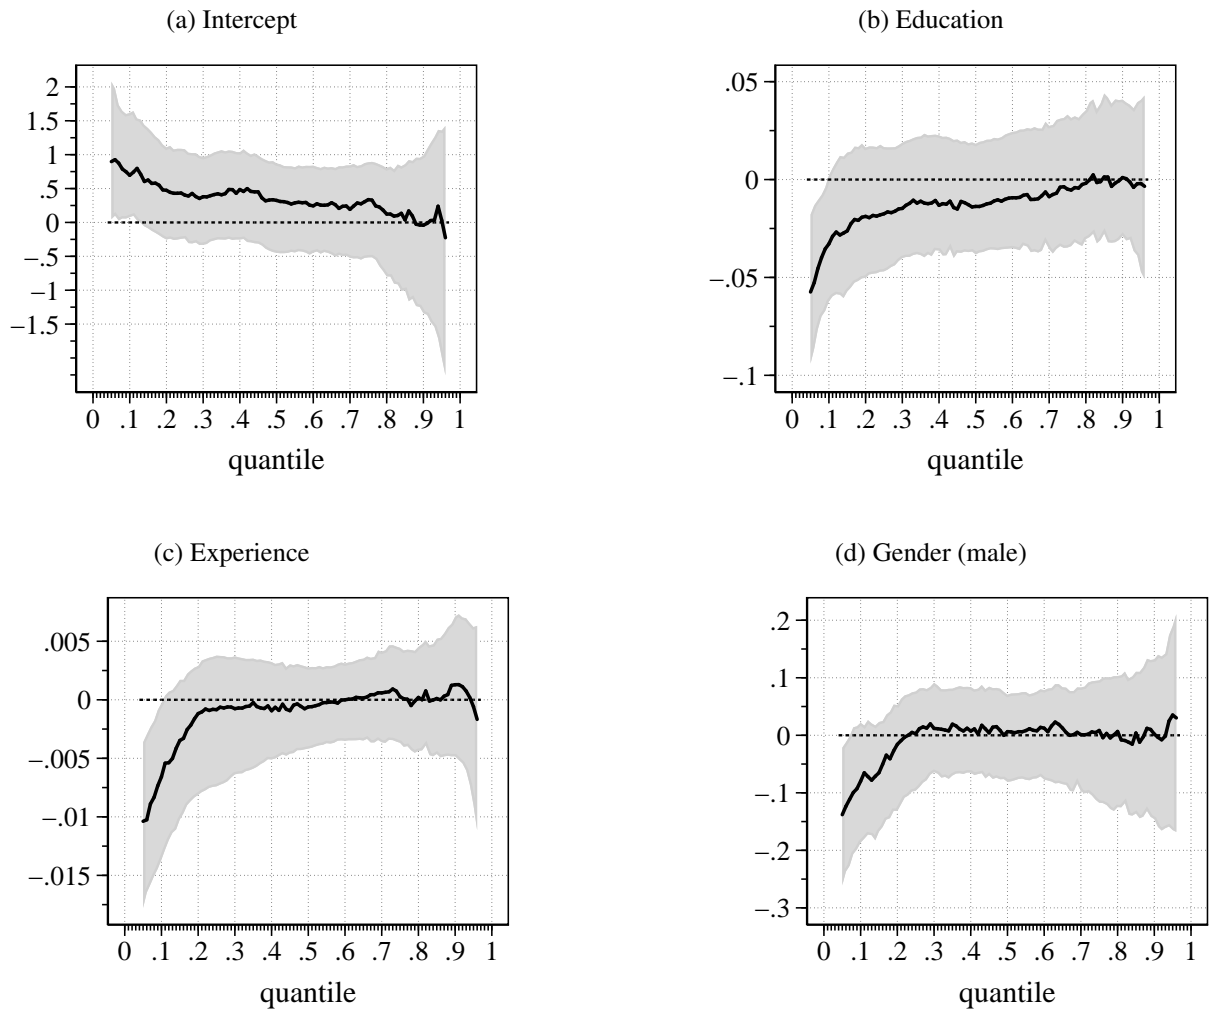 (a) Intercept
2
1.5
1
.5
0
−.5
−1
−1.5
0 .1 .2 .3 .4 .5 .6 .7 .8 .9 1
quantile
(b) Education
.05
0
−.05
−.1
0 .1 .2 .3 .4 .5 .6 .7 .8 .9 1
quantile
(c) Experience
.005
0
−.005
−.01
−.015
0 .1 .2 .3 .4 .5 .6 .7 .8 .9 1
quantile
(d) Gender (male)
.2
.1
0
−.1
−.2
−.3
0 .1 .2 .3 .4 .5 .6 .7 .8 .9 1
quantile